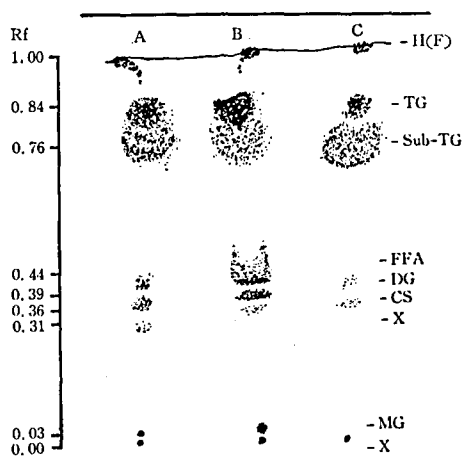 Rf
A B C
H(F)
1.00
0.84 TG
0.76 Sub-TG
FFA
0.44 DG
0.39 CS
0.36
0.31 X
MG
0.03
0.00 X